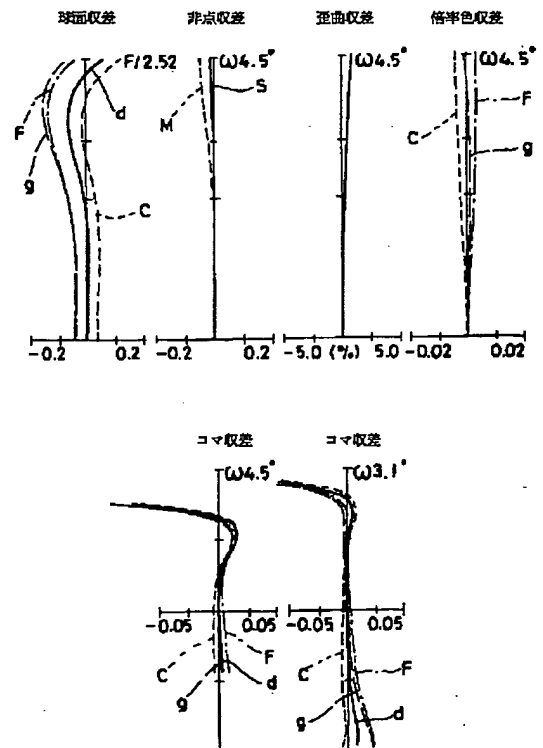 球面収差
非点収差
歪曲収差
倍率色収差
F/2.52
ω4.5°
ω4.5°
ω4.5°
d
S
F
M
F
C
g
g
C
-0.2 0.2
-0.2 0.2
-5.0 (%) 5.0
-0.02 0.02
コマ収差
コマ収差
ω4.5°
ω3.1°
-0.05 0.05
-0.05 0.05
F
C
d
g
F
C
g
d